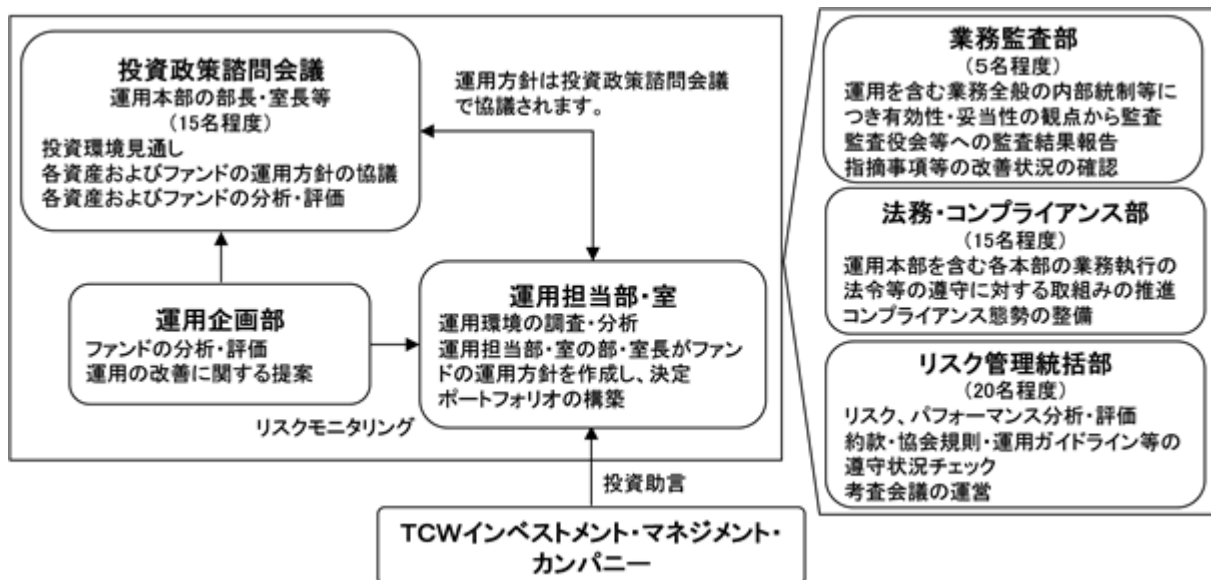 投資政策諮問会議
運用本部の部長・室長等
(15名程度)
投資環境見通し
各資産およびファンドの運用方針の協議
各資産およびファンドの分析・評価
運用方針は投資政策諮問会議
で協議されます。
運用企画部
ファンドの分析・評価
運用の改善に関する提案
運用担当部・室
運用環境の調査・分析
運用担当部・室の部・室長がファン
ドの運用方針を作成し、決定
ポートフォリオの構築
リスクモニタリング
投資助言
TCWインベストメント・マネジメント・
カンパニー
業務監査部
(5名程度)
運用を含む業務全般の内部統制等に
つき有効性・妥当性の観点から監査
監査役会等への監査結果報告
指摘事項等の改善状況の確認
法務・コンプライアンス部
(15名程度)
運用本部を含む各本部の業務執行の
法令等の遵守に対する取組みの推進
コンプライアンス態勢の整備
リスク管理統括部
(20名程度)
リスク、パフォーマンス分析・評価
約款・協会規則・運用ガイドライン等の
遵守状況チェック
考査会議の運営